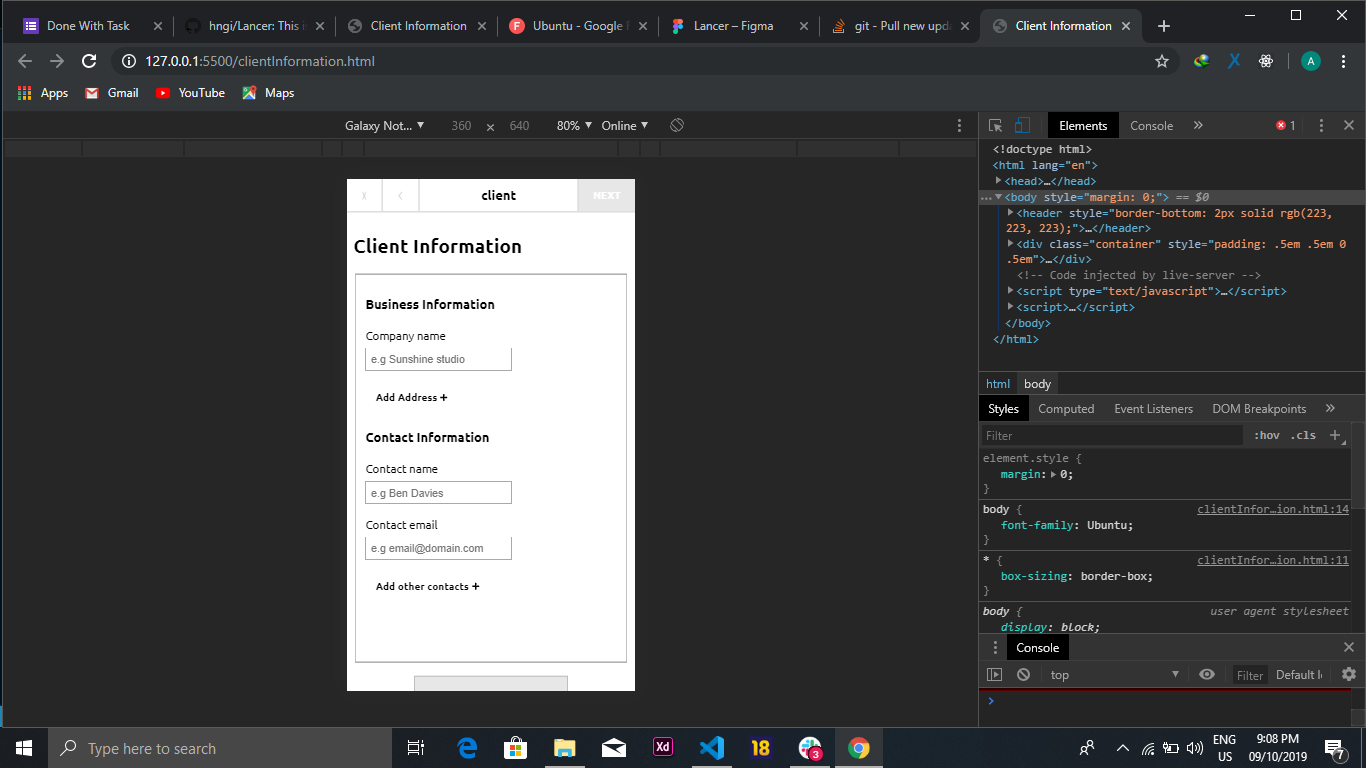 Done With Task
hngi/Lancer: This i
Client Information
Ubuntu - Google
Lancer – Figma
git - Pull new upd
Client Information
127.0.0.1:5500/clientInformation.html
A
Apps
Gmail
YouTube
Maps
Galaxy Not... ▼ 360 × 640 80% ▼ Online ▼
Elements
Console
»
1
client
NEXT
Client Information
Business Information
Company name
e.g Sunshine studio
Add Address +
Contact Information
Contact name
e.g Ben Davies
Contact email
e.g email@domain.com
Add other contacts +
<!doctype html>
<html lang="en">
<head>…</head>
<body style="margin: 0;"> == $0
<header style="border-bottom: 2px solid rgb(223,
223, 223);">…</header>
<div class="container" style="padding: .5em .5em 0
.5em">…</div>
<!-- Code injected by live-server -->
<script type="text/javascript">…</script>
<script>…</script>
</body>
</html>
html body
Styles Computed Event Listeners DOM Breakpoints »
Filter :hov .cls +
element.style {
margin: 0;
}
body { clientInfor…ion.html:14
font-family: Ubuntu;
}
* { clientInfor…ion.html:11
box-sizing: border-box;
}
body { user agent stylesheet
display: block;
Console
top ▼ Filter Default l
Type here to search
Xd
18
3
ENG
US
9:08 PM
09/10/2019
7